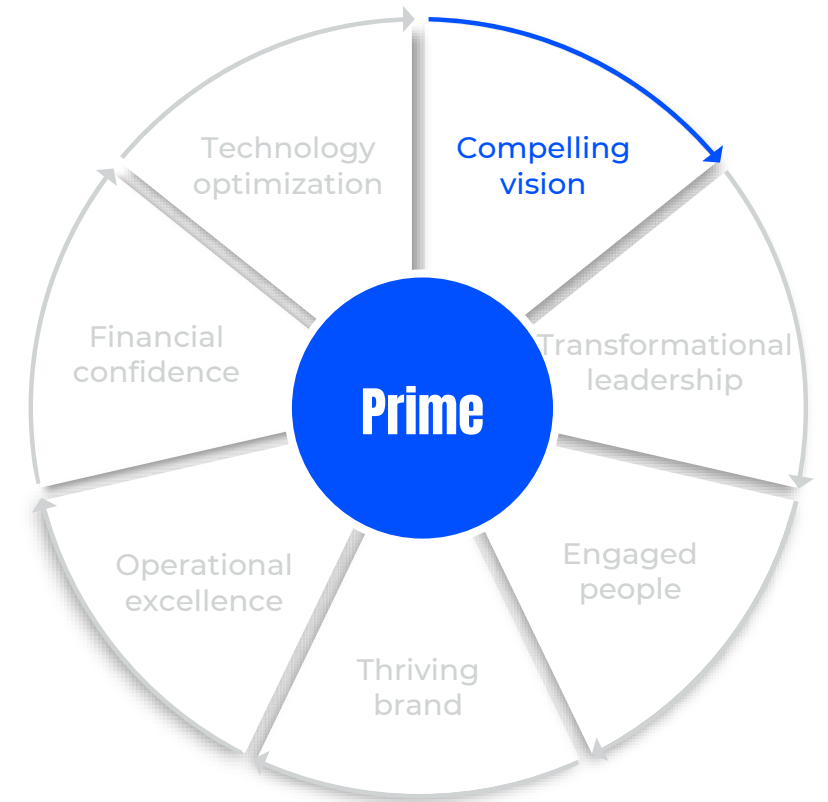 Technology
optimization
Compelling
vision
Financial
confidence
Transformational
leadership
Prime
Operational
excellence
Engaged
people
Thriving
brand